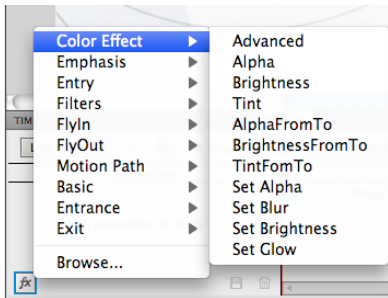 Color Effect
Emphasis
Entry
Filters
FlyIn
FlyOut
Motion Path
Basic
Entrance
Exit
Browse...
Advanced
Alpha
Brightness
Tint
AlphaFromTo
BrightnessFromTo
TintFomTo
Set Alpha
Set Blur
Set Brightness
Set Glow
TIM
L
fx